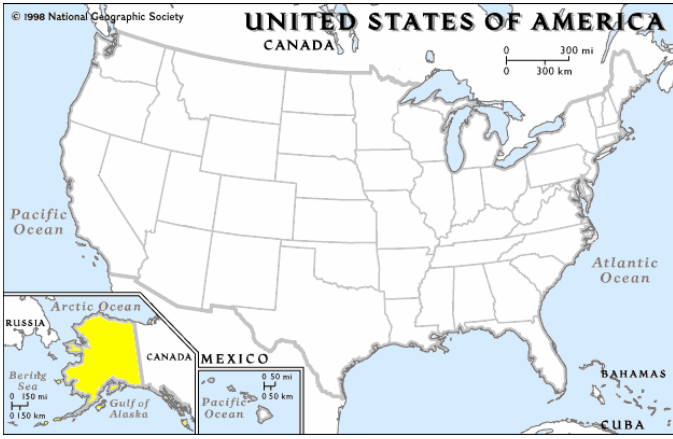 © 1998 National Geographic Society
UNITED STATES OF AMERICA
CANADA
0 300 mi
0 300 km
Pacific
Ocean
Atlantic
Ocean
Arctic Ocean
RUSSIA
CANADA
MEXICO
Bering
Sea
0 150 mi
0 150 km
Gulf of
Alaska
0 50 mi
0 50 km
Pacific
Ocean
BAHAMAS
CUBA